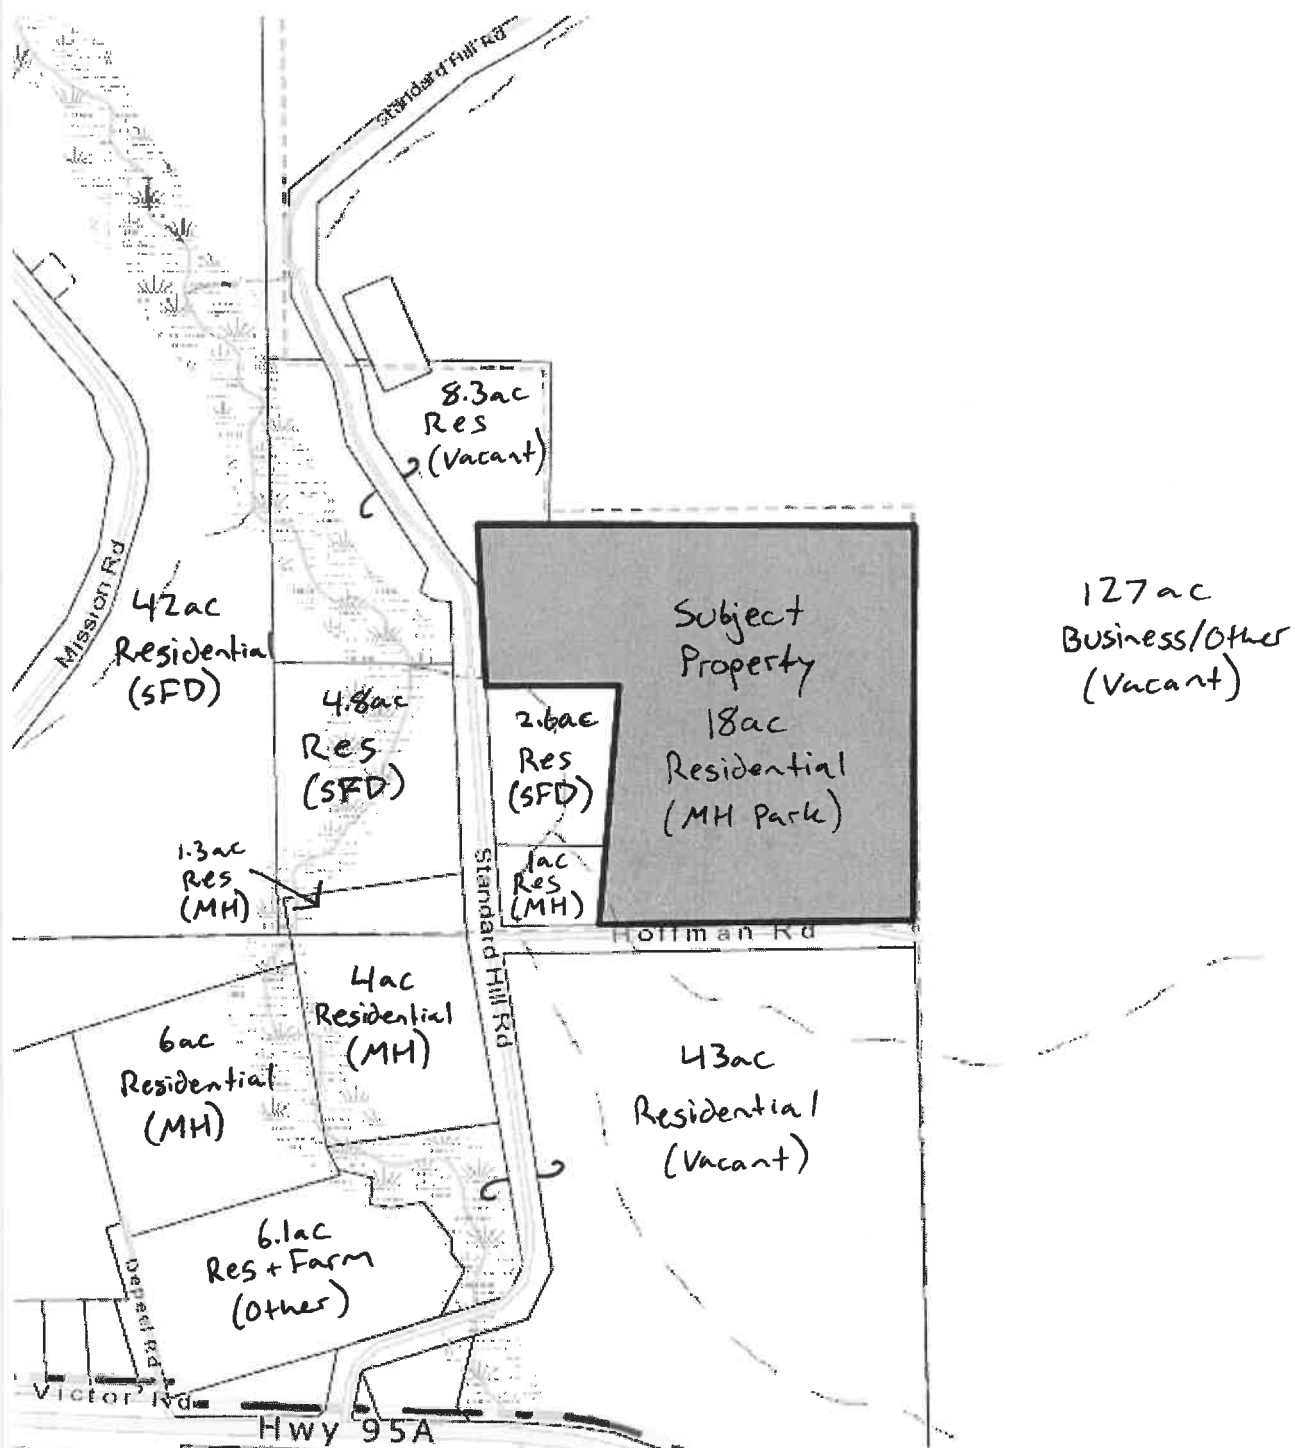 Standard Hill Rd
8.3ac
Res
(Vacant)
Mission Rd
42ac
Residential
(SFD)
Subject
Property
18ac
Residential
(MH Park)
127ac
Business/Other
(Vacant)
4.8ac
Res
(SFD)
2.6ac
Res
(SFD)
1.3ac
Res
(MH)
1ac
Res
(MH)
Standard Hill Rd
Hoffman Rd
4ac
Residential
(MH)
6ac
Residential
(MH)
43ac
Residential
(Vacant)
6.1ac
Res + Farm
(Other)
Depeel Rd
Victor Rd
Hwy 95A